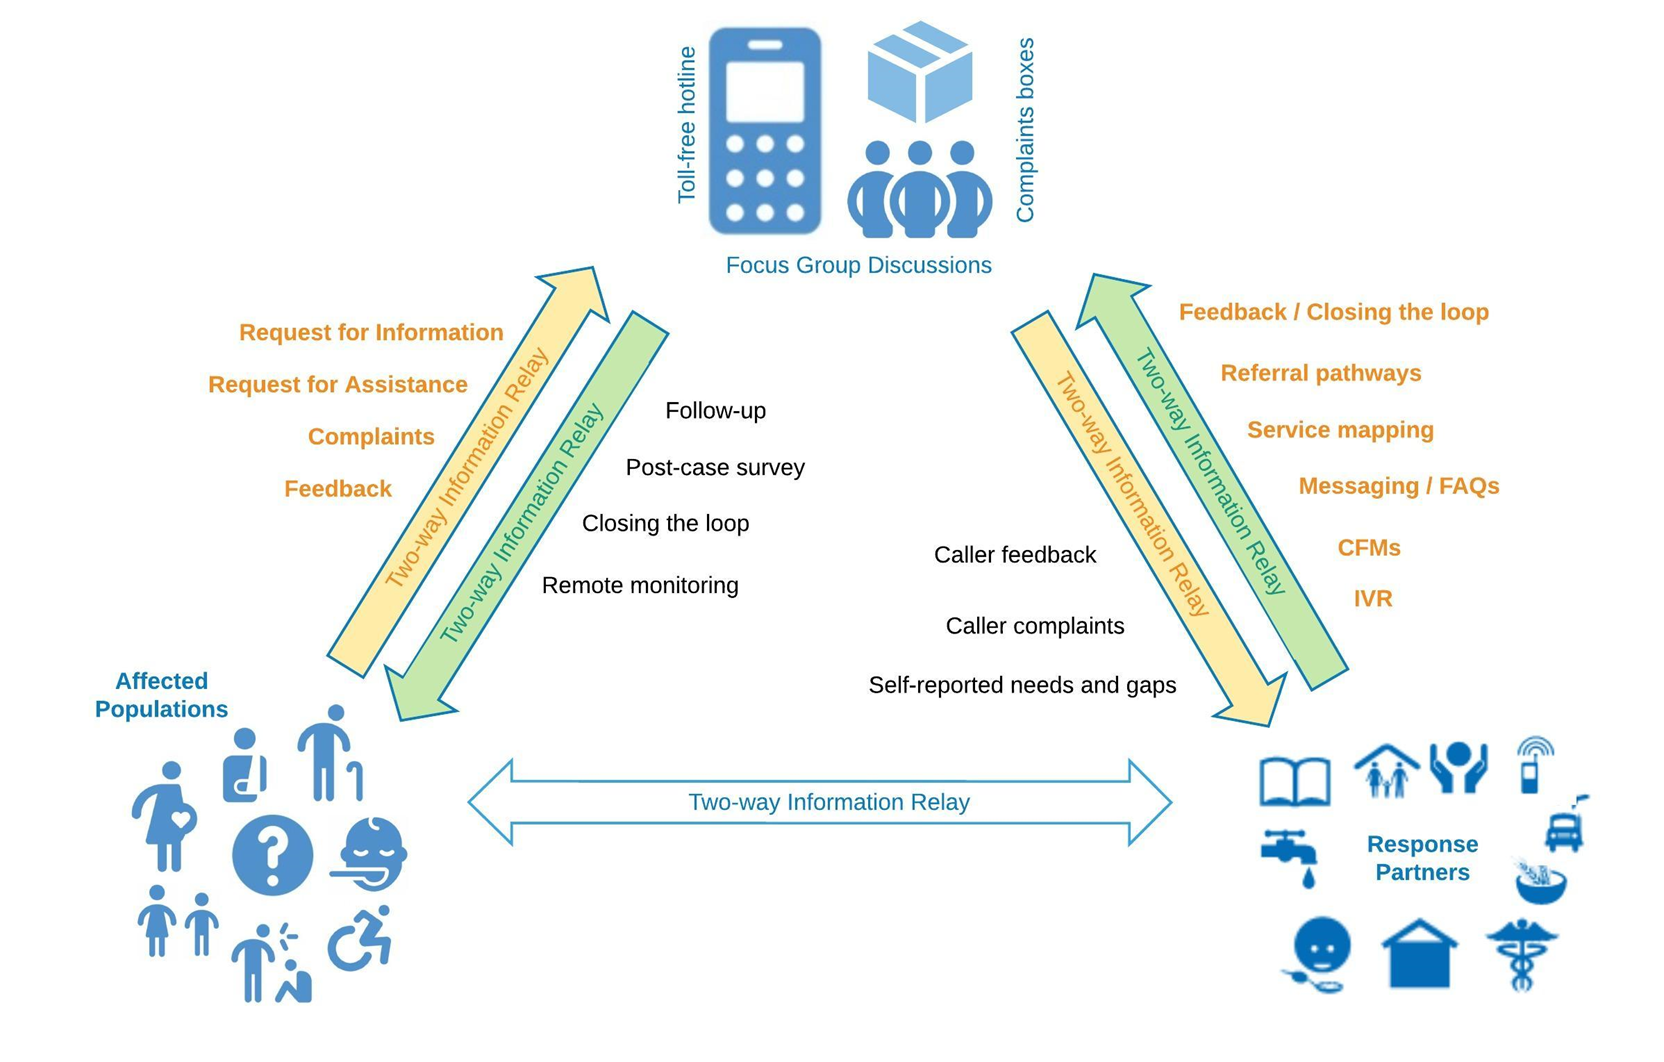 Toll-free hotline
Complaints boxes
Focus Group Discussions
Request for Information
Request for Assistance
Complaints
Feedback
Two-way Information Relay
Two-way Information Relay
Follow-up
Post-case survey
Closing the loop
Remote monitoring
Two-way Information Relay
Two-way Information Relay
Feedback / Closing the loop
Referral pathways
Service mapping
Messaging / FAQs
CFMs
IVR
Caller feedback
Caller complaints
Self-reported needs and gaps
Affected
Populations
?
Two-way Information Relay
Response
Partners